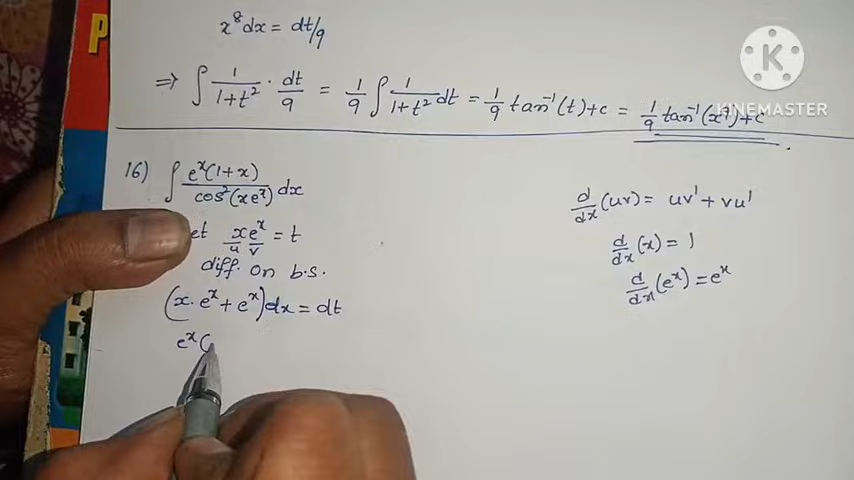 x⁸dx = dt/9
⇒ ∫ 1/(1+t²) · dt/9 = 1/9 ∫ 1/(1+t²) dt = 1/9 tan⁻¹(t)+c = 1/9 tan⁻¹(x⁹)+c
K
KINEMASTER
16) ∫ eˣ(1+x)/cos²(xeˣ) dx
d/dx (uv) = uv' + vu'
et xeˣ = t
u v
d/dx (x) = 1
diff. on b.s.
d/dx (eˣ) = eˣ
(x·eˣ + eˣ)dx = dt
eˣ(